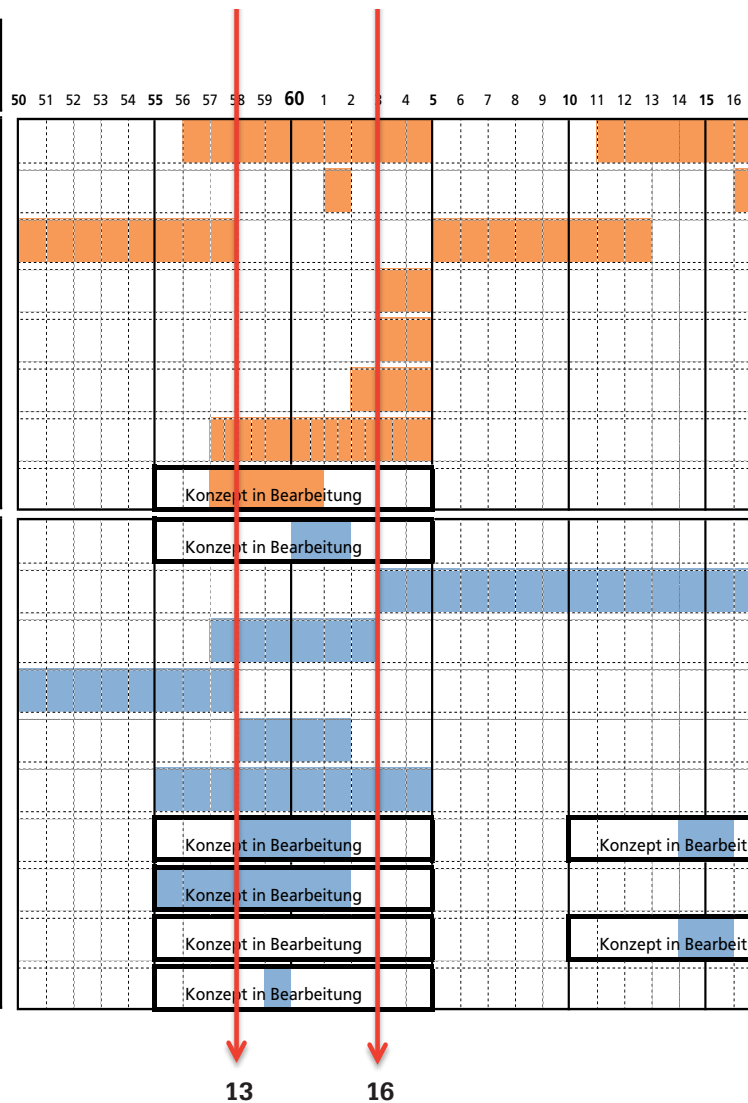 50 51 52 53 54 55 56 57 58 59 60 1 2 3 4 5 6 7 8 9 10 11 12 13 14 15 16
Konzept in Bearbeitung
Konzept in Bearbeitung
Konzept in Bearbeitung Konzept in Bearbeit
Konzept in Bearbeitung
Konzept in Bearbeitung Konzept in Bearbeit
Konzept in Bearbeitung
13 16